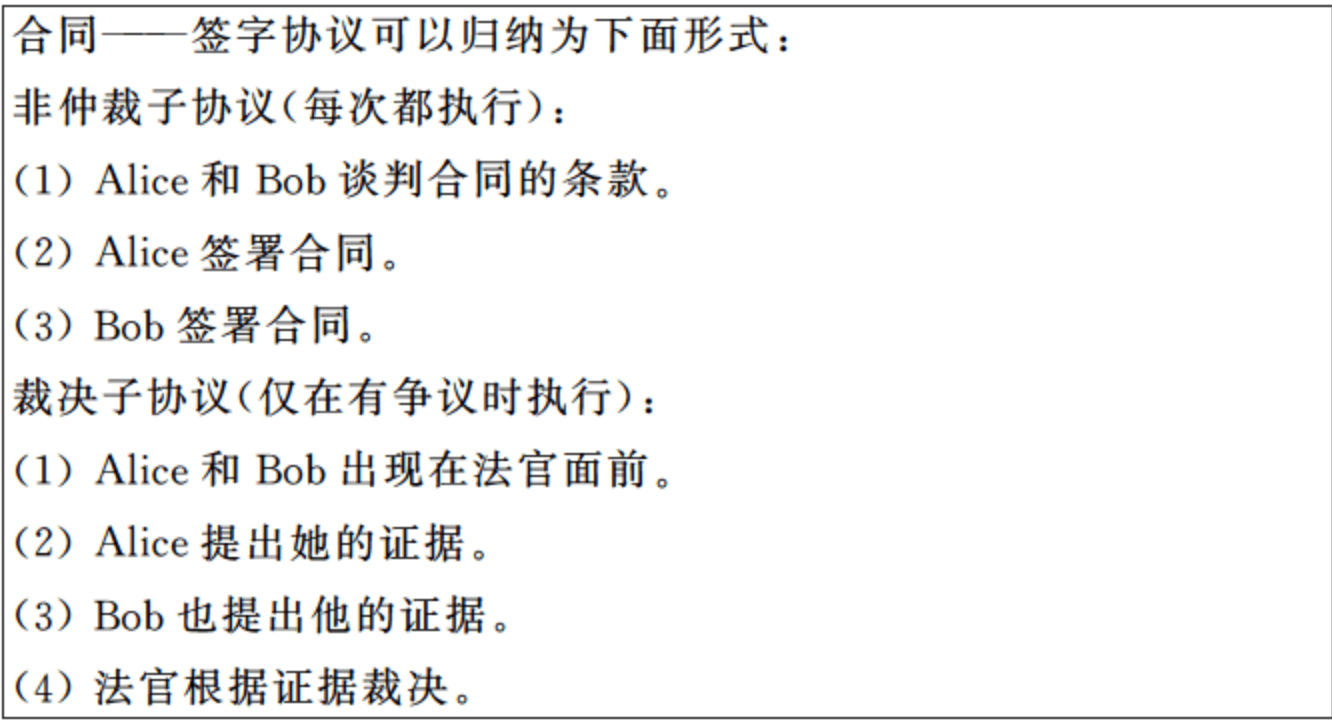 合同——签字协议可以归纳为下面形式：
非仲裁子协议(每次都执行)：
(1) Alice 和 Bob 谈判合同的条款。
(2) Alice 签署合同。
(3) Bob 签署合同。
裁决子协议(仅在有争议时执行)：
(1) Alice 和 Bob 出现在法官面前。
(2) Alice 提出她的证据。
(3) Bob 也提出他的证据。
(4) 法官根据证据裁决。